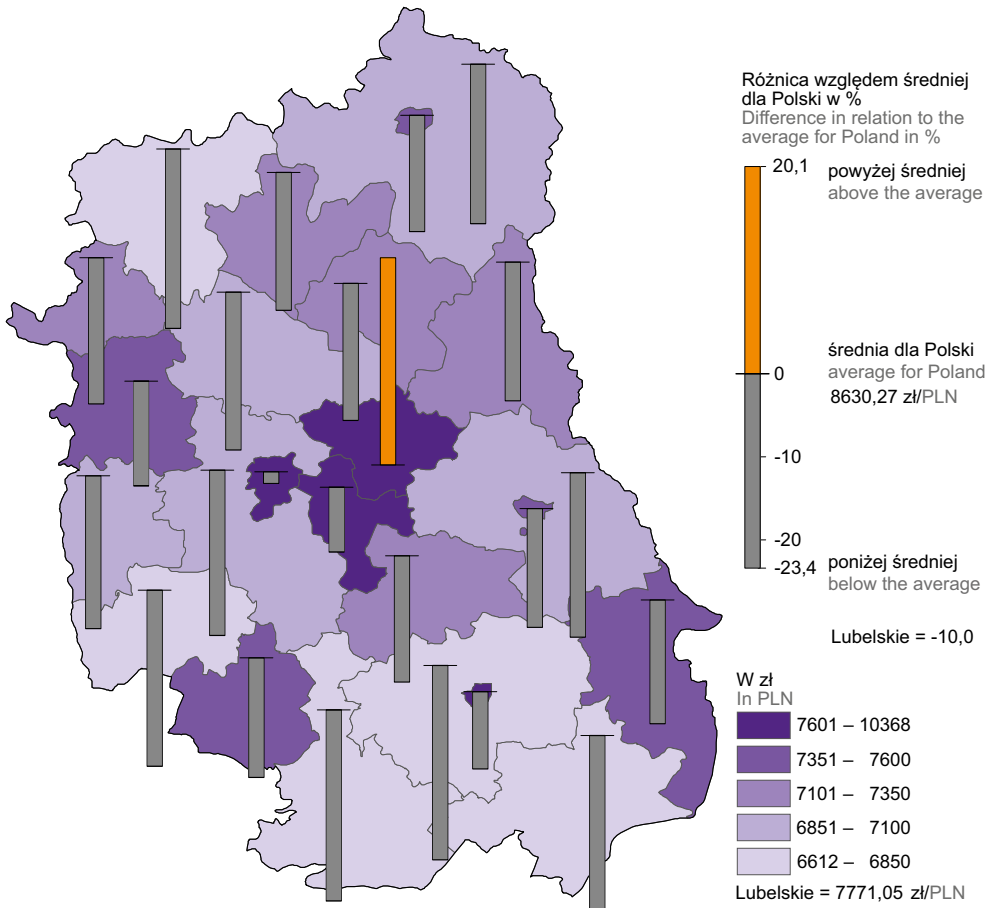 Różnica względem średniej
dla Polski w %
Difference in relation to the
average for Poland in %
20,1
powyżej średniej
above the average
średnia dla Polski
0
average for Poland
8630,27 zł/PLN
-10
-20
-23,4
poniżej średniej
below the average
Lubelskie = -10,0
W zł
In PLN
7601 – 10368
7351 – 7600
7101 – 7350
6851 – 7100
6612 – 6850
Lubelskie = 7771,05 zł/PLN